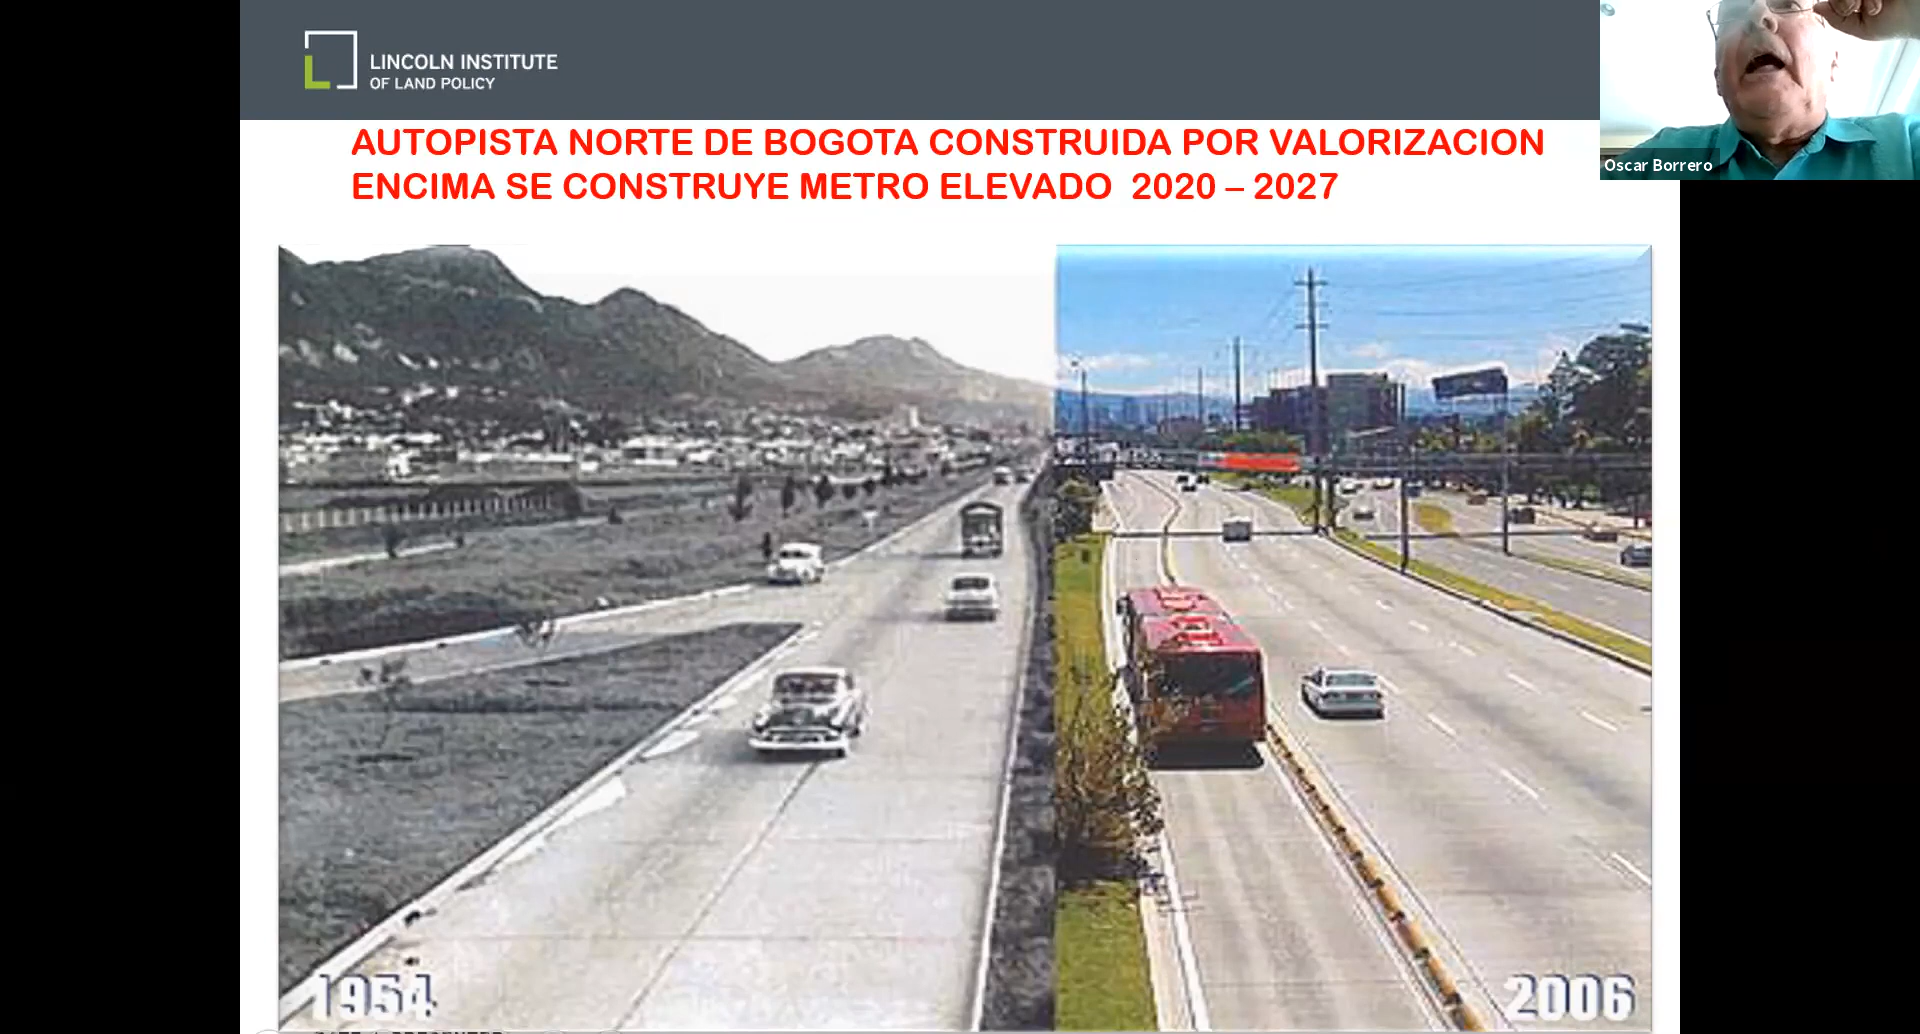 LINCOLN INSTITUTE
OF LAND POLICY
AUTOPISTA NORTE DE BOGOTA CONSTRUIDA POR VALORIZACION
ENCIMA SE CONSTRUYE METRO ELEVADO 2020 – 2027
Oscar Borrero
1954
2006